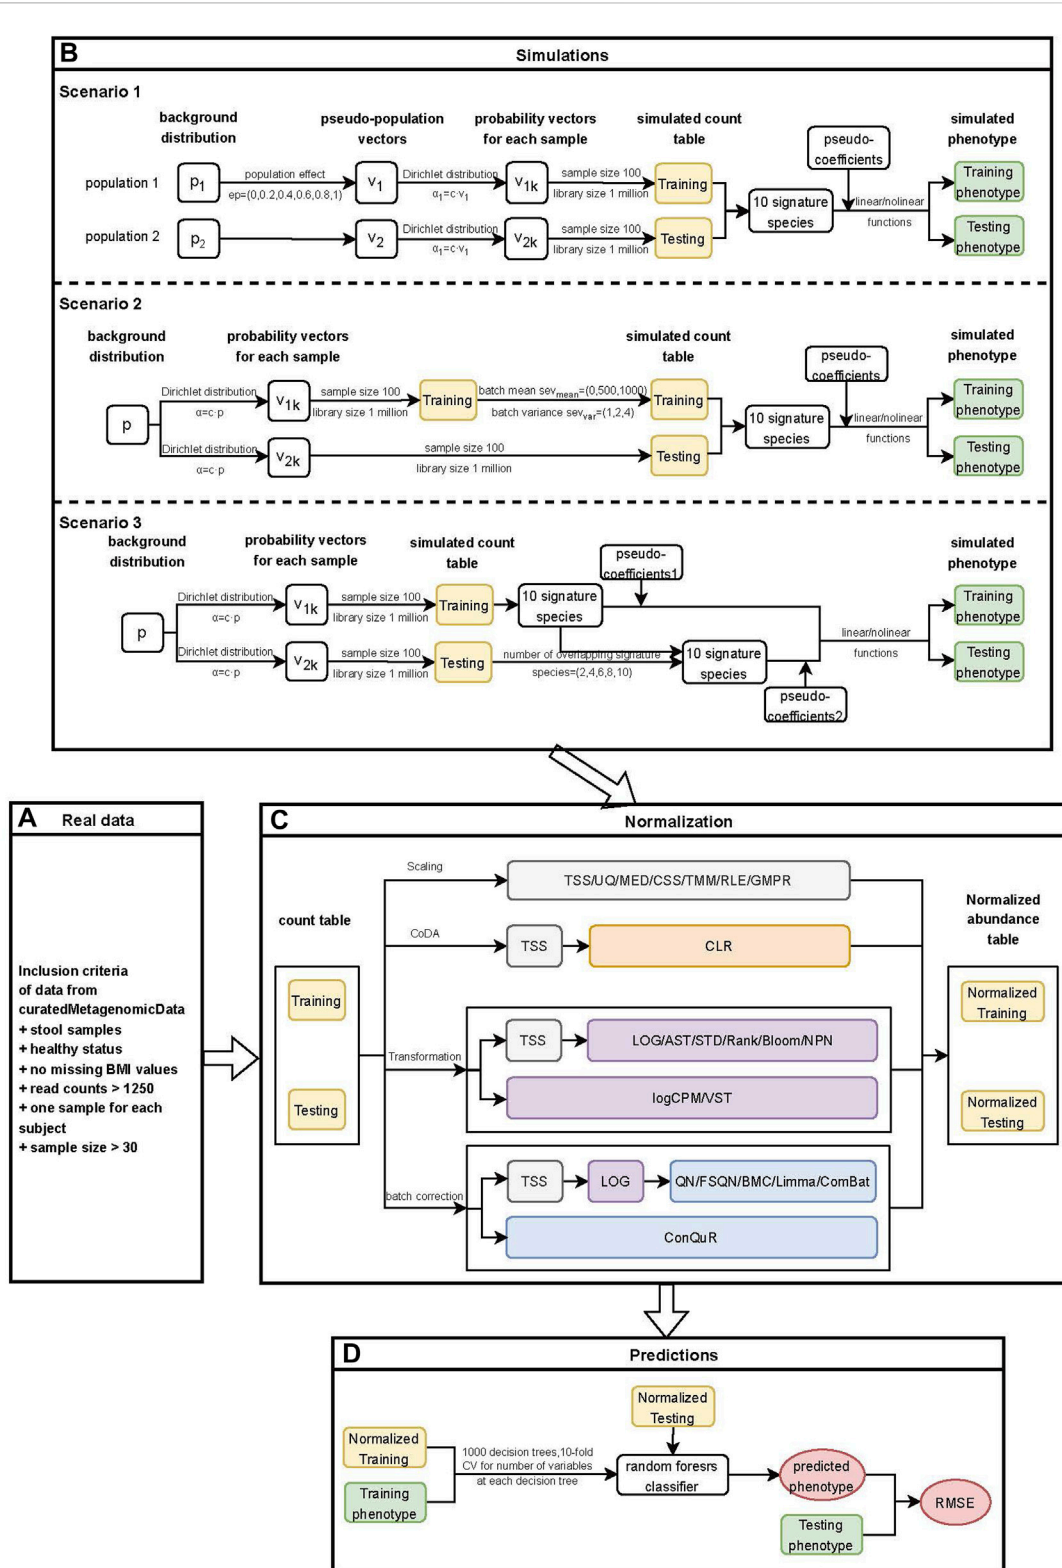 B
Simulations
Scenario 1
background
distribution
pseudo-population
vectors
probability vectors
for each sample
simulated count
table
pseudo-
coefficients
simulated
phenotype
population 1
p1
population effect
ep=(0,0.2,0.4,0.6,0.8,1)
v1
Dirichlet distribution
α1=c·v1
v1k
sample size 100
library size 1 million
Training
10 signature
species
linear/nolinear
functions
Training
phenotype
population 2
p2
v2
Dirichlet distribution
α1=c·v1
v2k
sample size 100
library size 1 million
Testing
Testing
phenotype
Scenario 2
background
distribution
probability vectors
for each sample
simulated count
table
pseudo-
coefficients
simulated
phenotype
p
Dirichlet distribution
α=c·p
v1k
sample size 100
library size 1 million
Training
batch mean sevmean=(0,500,1000)
batch variance sevvar=(1,2,4)
Training
10 signature
species
linear/nolinear
functions
Training
phenotype
Dirichlet distribution
α=c·p
v2k
sample size 100
library size 1 million
Testing
Testing
phenotype
Scenario 3
background
distribution
probability vectors
for each sample
simulated count
table
pseudo-
coefficients1
simulated
phenotype
p
Dirichlet distribution
α=c·p
v1k
sample size 100
library size 1 million
Training
10 signature
species
linear/nolinear
functions
Training
phenotype
Dirichlet distribution
α=c·p
v2k
sample size 100
library size 1 million
Testing
number of overlapping signature
species=(2,4,6,8,10)
10 signature
species
pseudo-
coefficients2
Testing
phenotype
A
Real data
Inclusion criteria
of data from
curatedMetagenomicData
+ stool samples
+ healthy status
+ no missing BMI values
+ read counts > 1250
+ one sample for each
subject
+ sample size > 30
C
Normalization
count table
Training
Testing
Scaling
TSS/UQ/MED/CSS/TMM/RLE/GMPR
CoDA
TSS
CLR
Transformation
TSS
LOG/AST/STD/Rank/Bloom/NPN
logCPM/VST
batch correction
TSS
LOG
QN/FSQN/BMC/Limma/ComBat
ConQuR
Normalized
abundance
table
Normalized
Training
Normalized
Testing
D
Predictions
Normalized
Testing
Normalized
Training
Training
phenotype
1000 decision trees,10-fold
CV for number of variables
at each decision tree
random foresrs
classifier
predicted
phenotype
Testing
phenotype
RMSE